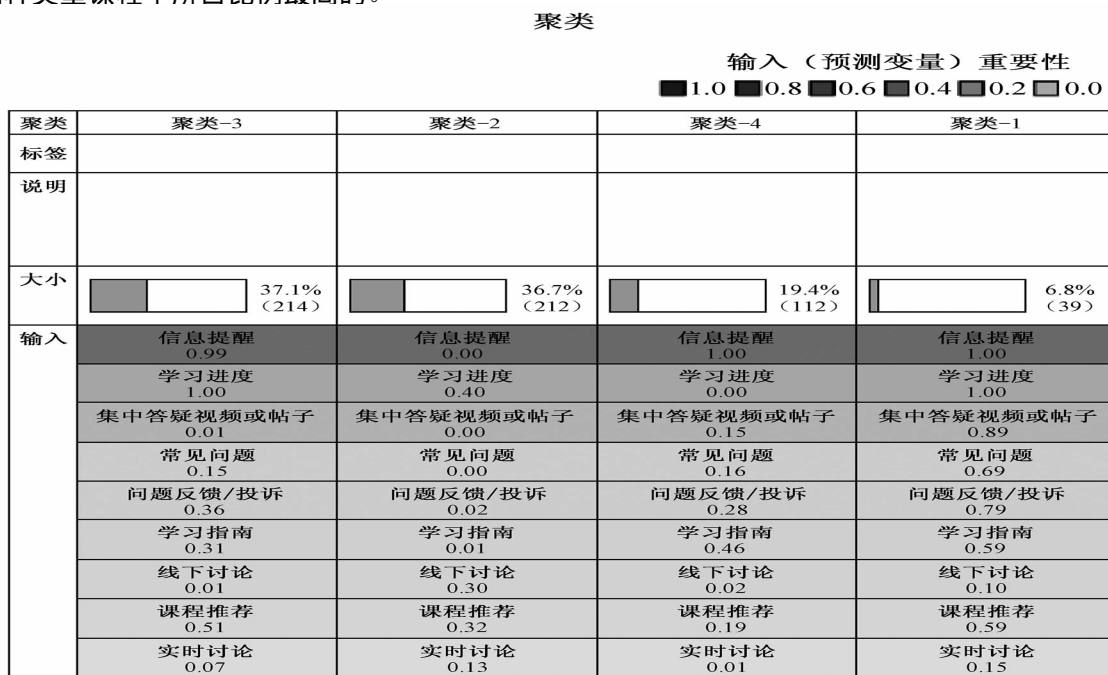 聚类
输入（预测变量）重要性
1.0 0.8 0.6 0.4 0.2 0.0
聚类 聚类-3 聚类-2 聚类-4 聚类-1
标签
说明
大小 37.1% 36.7% 19.4% 6.8%
(214) (212) (112) (39)
输入 信息提醒 信息提醒 信息提醒 信息提醒
0.99 0.00 1.00 1.00
学习进度 学习进度 学习进度 学习进度
1.00 0.40 0.00 1.00
集中答疑视频或帖子 集中答疑视频或帖子 集中答疑视频或帖子 集中答疑视频或帖子
0.01 0.00 0.15 0.89
常见问题 常见问题 常见问题 常见问题
0.15 0.00 0.16 0.69
问题反馈/投诉 问题反馈/投诉 问题反馈/投诉 问题反馈/投诉
0.36 0.02 0.28 0.79
学习指南 学习指南 学习指南 学习指南
0.31 0.01 0.46 0.59
线下讨论 线下讨论 线下讨论 线下讨论
0.01 0.30 0.02 0.10
课程推荐 课程推荐 课程推荐 课程推荐
0.51 0.32 0.19 0.59
实时讨论 实时讨论 实时讨论 实时讨论
0.07 0.13 0.01 0.15